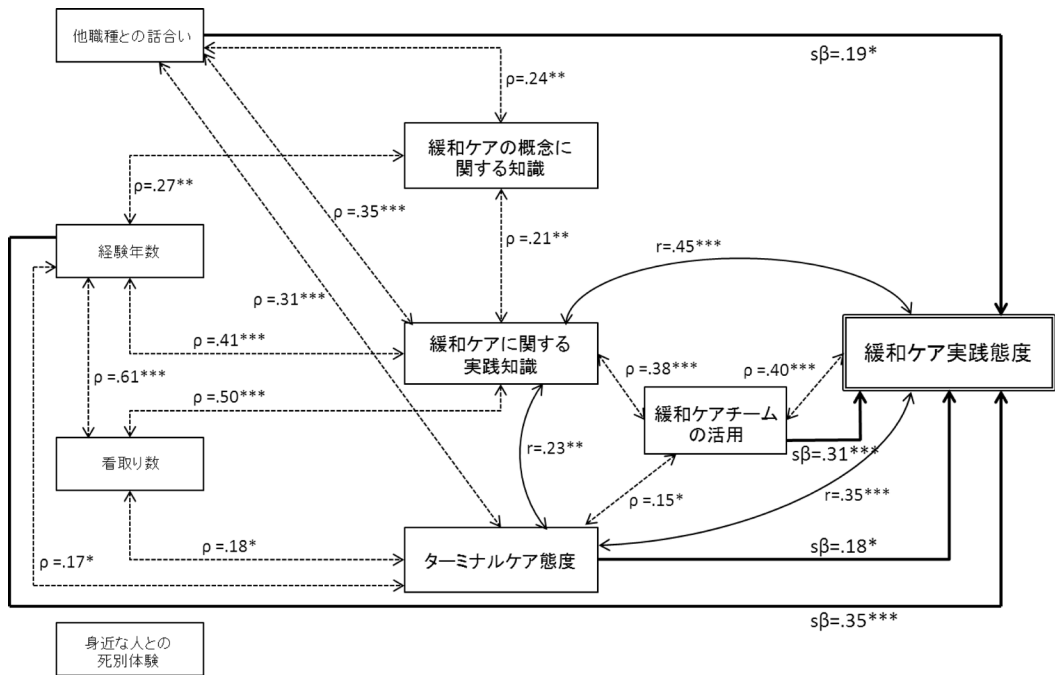 他職種との話合い
sβ=.19*
ρ=.24**
緩和ケアの概念に
関する知識
ρ=.27**
ρ =.35***
ρ =.21**
経験年数
r=.45***
ρ =.31***
ρ =.41***
緩和ケアに関する
実践知識
緩和ケア実践態度
ρ =.38***
ρ =.40***
ρ =.61***
ρ =.50***
緩和ケアチーム
の活用
r=.23**
sβ=.31***
看取り数
ρ =.15*
r=.35***
ρ =.18*
ターミナルケア態度
sβ=.18*
ρ =.17*
sβ=.35***
身近な人との
死別体験